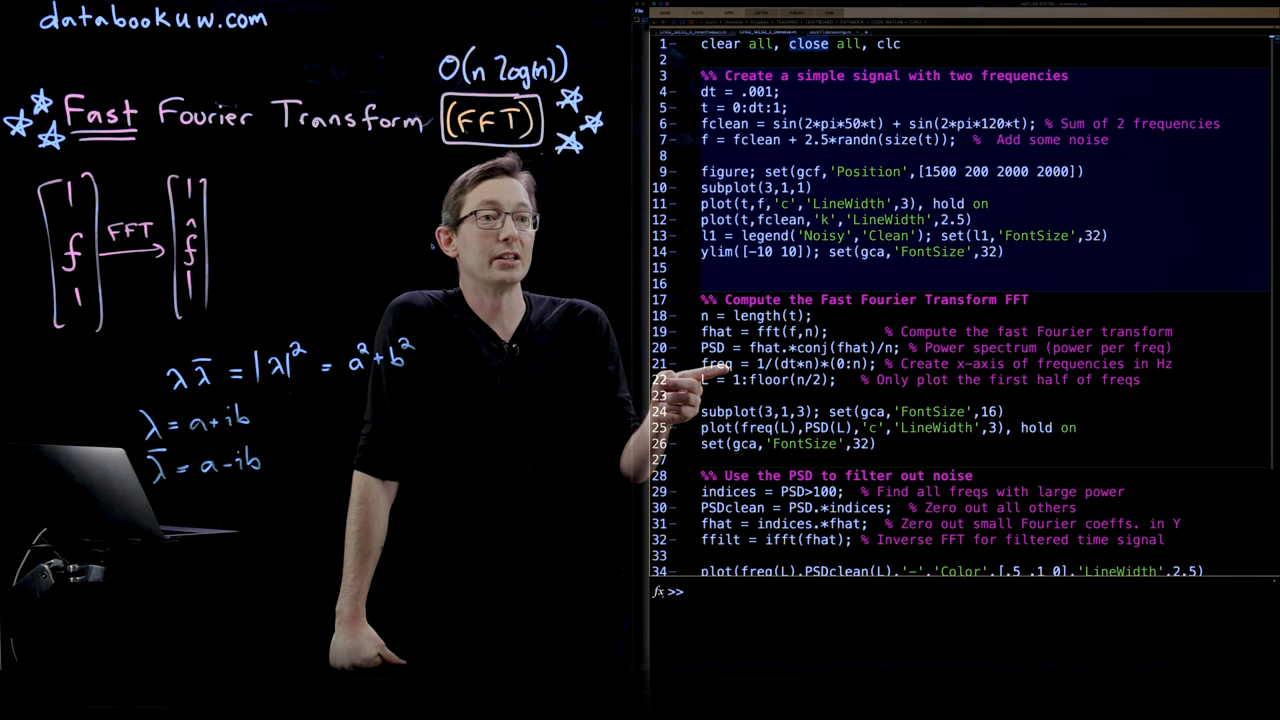 databookuw.com
O(n log(n))
Fast Fourier Transform (FFT)
f FFT f̂
λ λ̄ = |λ|² = a² + b²
λ = a + ib
λ̄ = a - ib
1 clear all, close all, clc
2
3 %% Create a simple signal with two frequencies
4 dt = .001;
5 t = 0:dt:1;
6 fclean = sin(2*pi*50*t) + sin(2*pi*120*t); % Sum of 2 frequencies
7 f = fclean + 2.5*randn(size(t));  %  Add some noise
8
9 figure; set(gcf,'Position',[1500 200 2000 2000])
10 subplot(3,1,1)
11 plot(t,f,'c','LineWidth',3), hold on
12 plot(t,fclean,'k','LineWidth',2.5)
13 l1 = legend('Noisy','Clean'); set(l1,'FontSize',32)
14 ylim([-10 10]); set(gca,'FontSize',32)
15
16
17 %% Compute the Fast Fourier Transform FFT
18 n = length(t);
19 fhat = fft(f,n);       % Compute the fast Fourier transform
20 PSD = fhat.*conj(fhat)/n; % Power spectrum (power per freq)
21 freq = 1/(dt*n)*(0:n); % Create x-axis of frequencies in Hz
22 L = 1:floor(n/2);   % Only plot the first half of freqs
23
24 subplot(3,1,3); set(gca,'FontSize',16)
25 plot(freq(L),PSD(L),'c','LineWidth',3), hold on
26 set(gca,'FontSize',32)
27
28 %% Use the PSD to filter out noise
29 indices = PSD>100;  % Find all freqs with large power
30 PSDclean = PSD.*indices;  % Zero out all others
31 fhat = indices.*fhat;  % Zero out small Fourier coeffs. in Y
32 ffilt = ifft(fhat); % Inverse FFT for filtered time signal
33
34 plot(freq(L),PSDclean(L),'-','Color',[.5 .1 0],'LineWidth',2.5)
fx >>